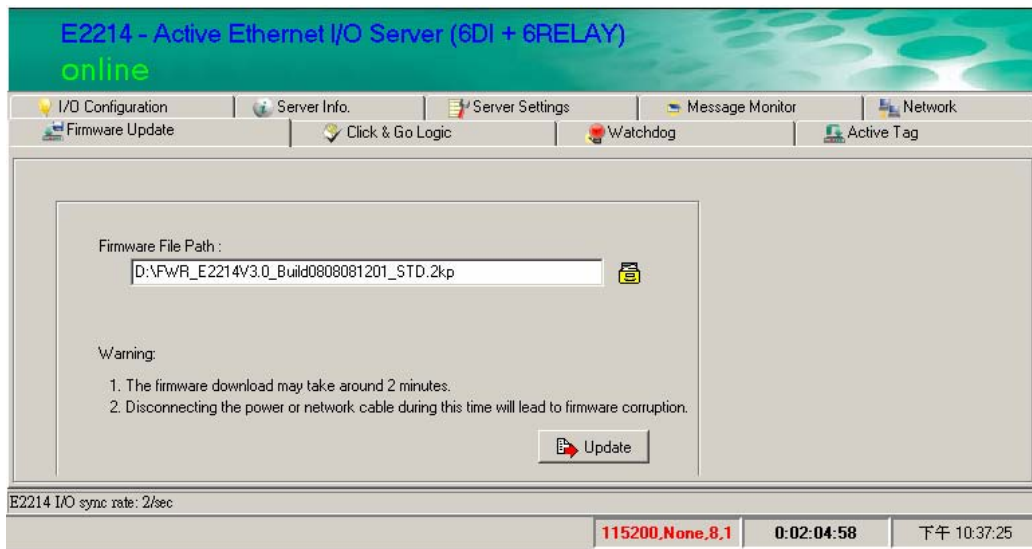 E2214 - Active Ethernet I/O Server (6DI + 6RELAY)
online
I/O Configuration
Server Info.
Server Settings
Message Monitor
Network
Firmware Update
Click & Go Logic
Watchdog
Active Tag
Firmware File Path :
D:\FWR_E2214V3.0_Build0808081201_STD.2kp
Warning:
1. The firmware download may take around 2 minutes.
2. Disconnecting the power or network cable during this time will lead to firmware corruption.
Update
E2214 I/O sync rate: 2/sec
115200,None,8,1
0:02:04:58
下午 10:37:25